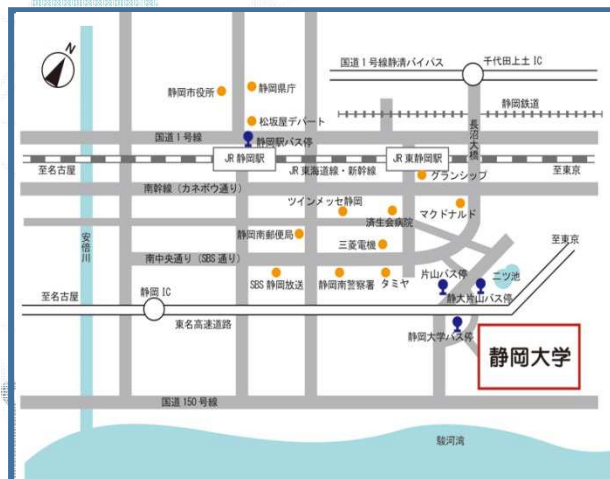 N
国道1号線静清バイパス
千代田上土 IC
静岡市役所
静岡県庁
静岡鉄道
松坂屋デパート
長沼大橋
国道1号線
静岡駅バス停
JR 静岡駅
JR 東静岡駅
至名古屋
JR 東海道線・新幹線
至東京
グランシップ
南幹線（カネボウ通り）
ツインメッセ静岡
済生会病院
マクドナルド
静岡南郵便局
三菱電機
安倍川
南中央通り（SBS 通り）
至東京
片山バス停
二ツ池
SBS 静岡放送
静岡南警察署
タミヤ
静大片山バス停
至名古屋
静岡 IC
東名高速道路
静岡大学バス停
静岡大学
国道 150 号線
駿河湾